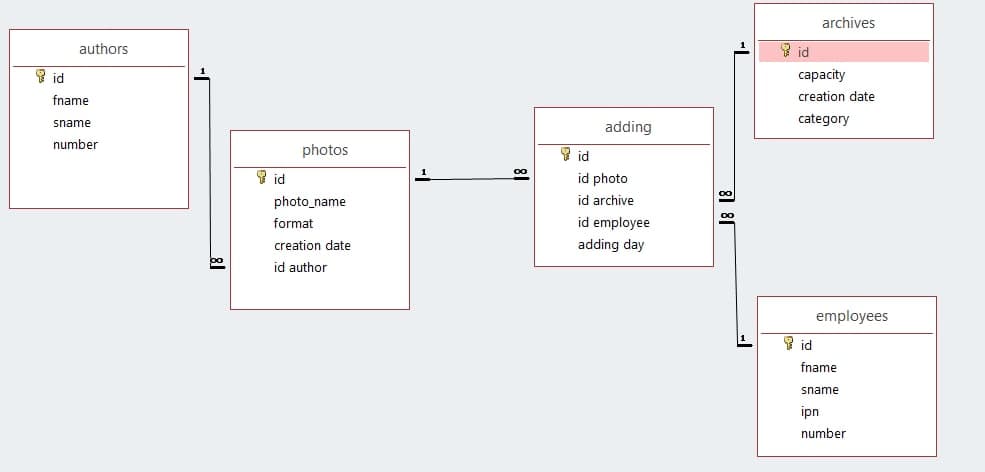 authors
id
fname
sname
number
1
∞
photos
id
photo_name
format
creation date
id author
1
∞
adding
id
id photo
id archive
id employee
adding day
archives
id
capacity
creation date
category
1
∞
∞
1
employees
id
fname
sname
ipn
number